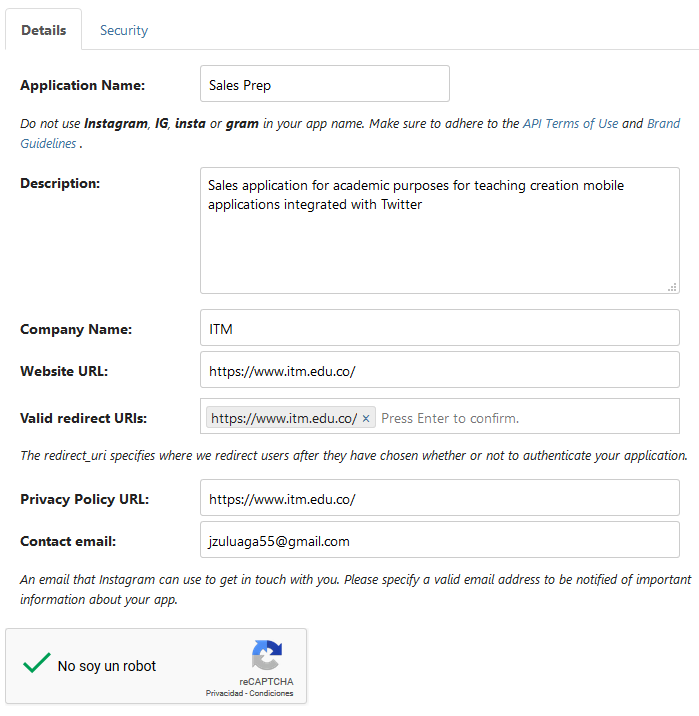 Details
Security
Application Name:
Sales Prep
Do not use Instagram, IG, insta or gram in your app name. Make sure to adhere to the API Terms of Use and Brand
Guidelines .
Description:
Sales application for academic purposes for teaching creation mobile
applications integrated with Twitter
Company Name:
ITM
Website URL:
https://www.itm.edu.co/
Valid redirect URIs:
https://www.itm.edu.co/ × Press Enter to confirm.
The redirect_uri specifies where we redirect users after they have chosen whether or not to authenticate your application.
Privacy Policy URL:
https://www.itm.edu.co/
Contact email:
jzuluaga55@gmail.com
An email that Instagram can use to get in touch with you. Please specify a valid email address to be notified of important
information about your app.
No soy un robot
reCAPTCHA
Privacidad - Condiciones